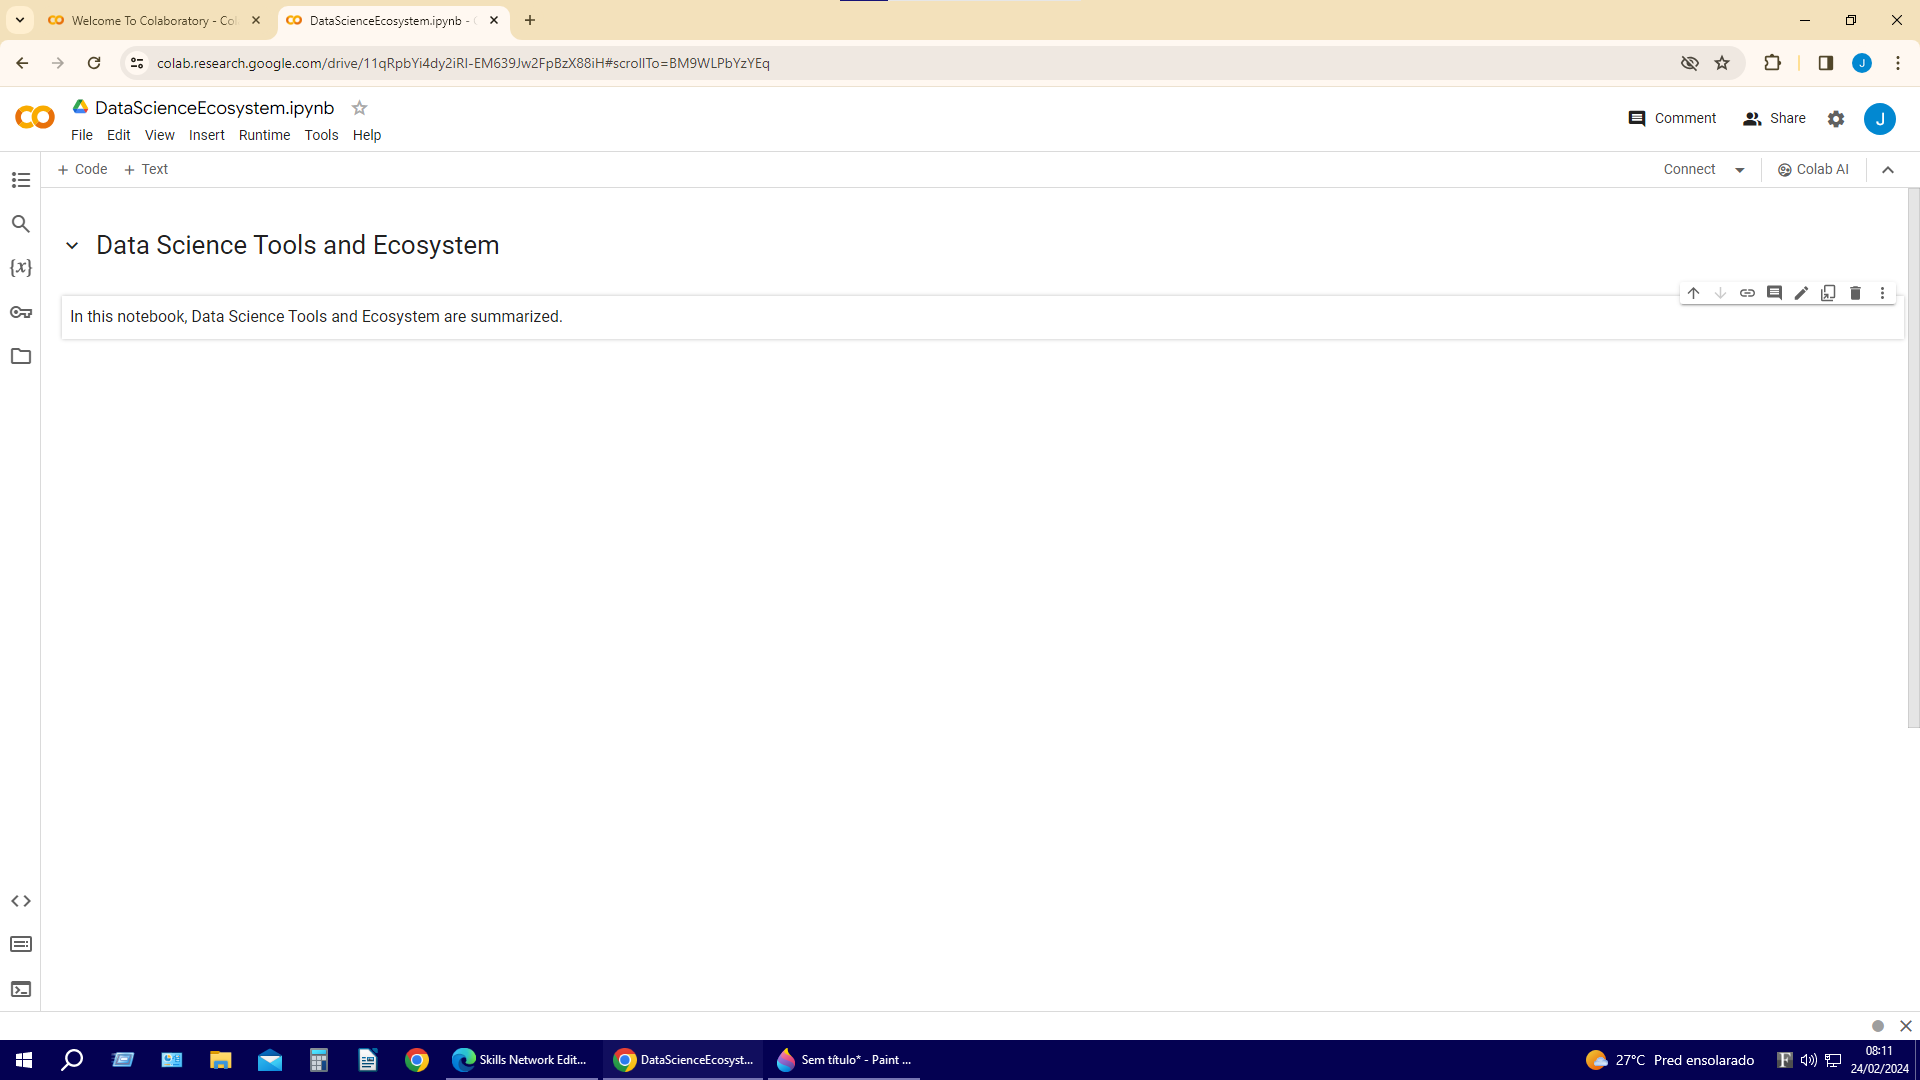 Welcome To Colaboratory - Col
DataScienceEcosystem.ipynb -
colab.research.google.com/drive/11qRpbYi4dy2iRI-EM639Jw2FpBzX88iH#scrollTo=BM9WLPbYzYEq
J
DataScienceEcosystem.ipynb
File Edit View Insert Runtime Tools Help
Comment
Share
J
+ Code + Text
Connect
Colab AI
Data Science Tools and Ecosystem
{x}
In this notebook, Data Science Tools and Ecosystem are summarized.
Skills Network Edit...
DataScienceEcosyst...
Sem título* - Paint ...
27°C Pred ensolarado
F
08:11
24/02/2024